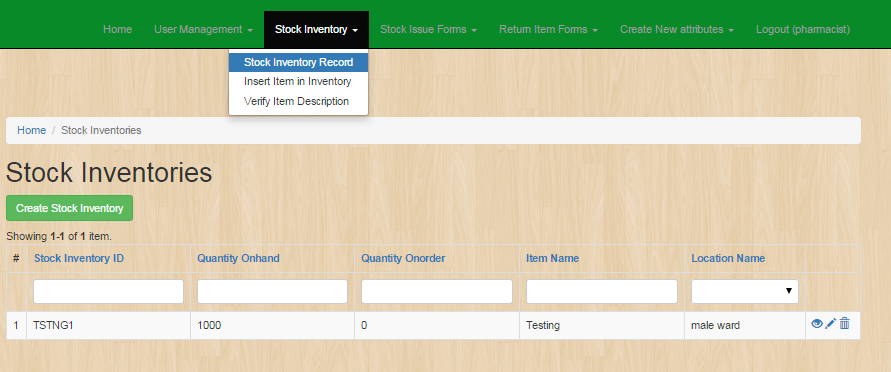 Home User Management Stock Inventory Stock Issue Forms Return Item Forms Create New attributes Logout (pharmacist)
Stock Inventory Record
Insert Item in Inventory
Verify Item Description
Home / Stock Inventories
Stock Inventories
Create Stock Inventory
Showing 1-1 of 1 item.
# Stock Inventory ID Quantity Onhand Quantity Onorder Item Name Location Name
1 TSTNG1 1000 0 Testing male ward